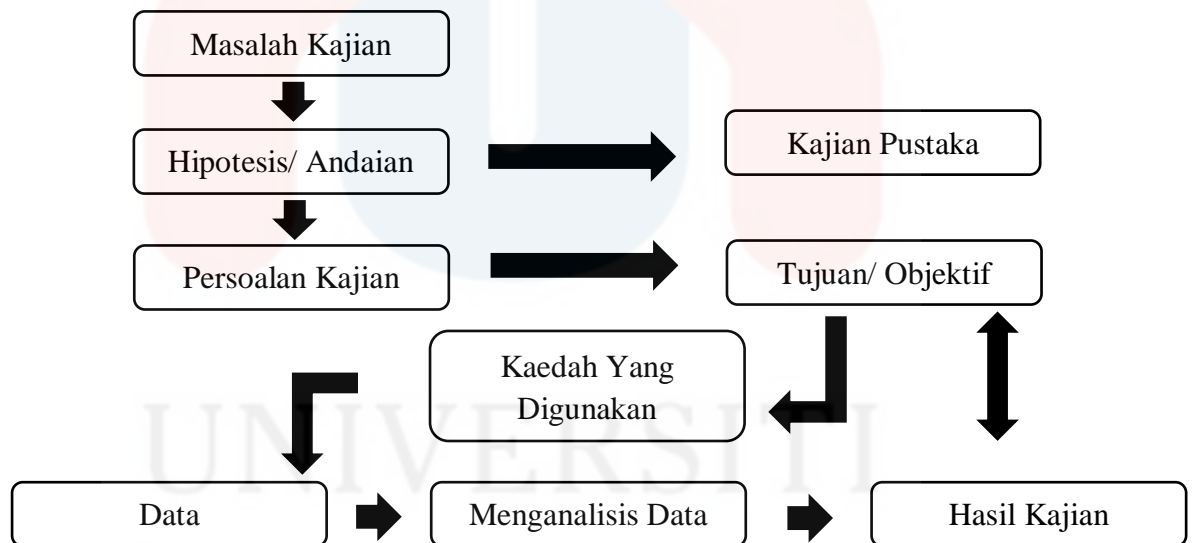 Masalah Kajian
Hipotesis/ Andaian
Kajian Pustaka
Persoalan Kajian
Tujuan/ Objektif
Kaedah Yang
Digunakan
UNIVERSITI
Data
Menganalisis Data
Hasil Kajian